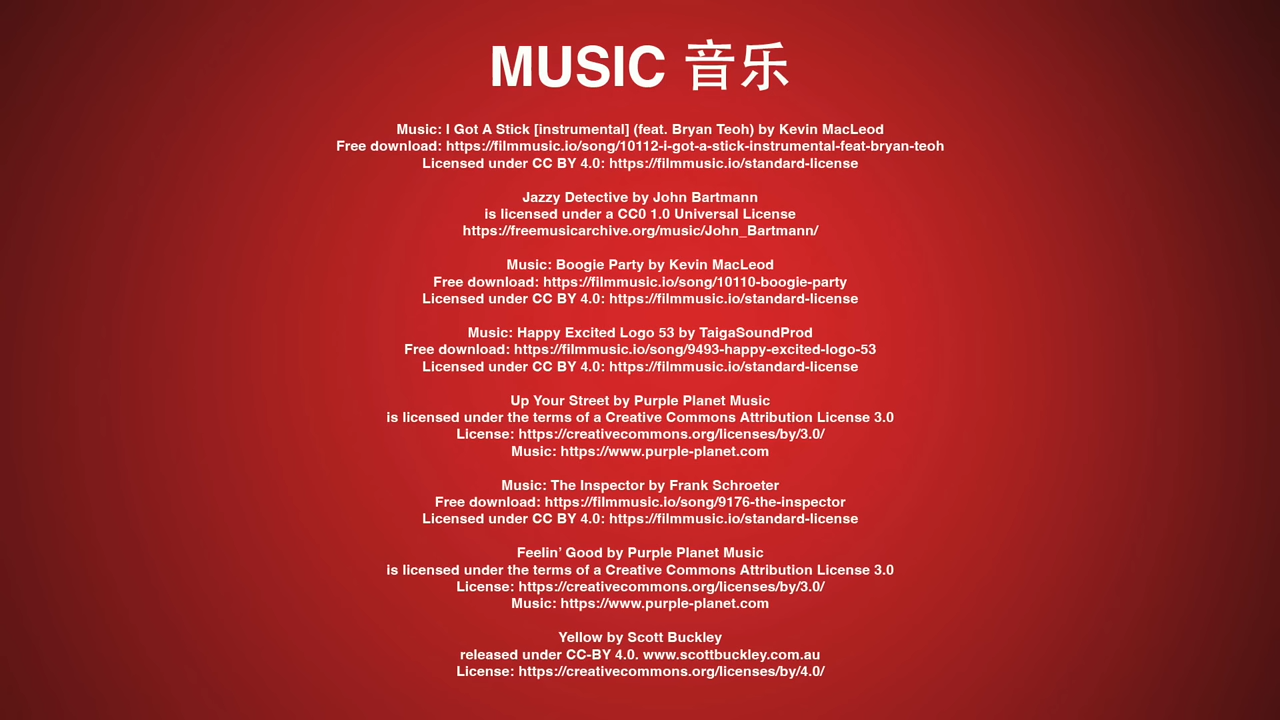 MUSIC 音乐
Music: I Got A Stick [instrumental] (feat. Bryan Teoh) by Kevin MacLeod
Free download: https://filmmusic.io/song/10112-i-got-a-stick-instrumental-feat-bryan-teoh
Licensed under CC BY 4.0: https://filmmusic.io/standard-license
Jazzy Detective by John Bartmann
is licensed under a CC0 1.0 Universal License
https://freemusicarchive.org/music/John_Bartmann/
Music: Boogie Party by Kevin MacLeod
Free download: https://filmmusic.io/song/10110-boogie-party
Licensed under CC BY 4.0: https://filmmusic.io/standard-license
Music: Happy Excited Logo 53 by TaigaSoundProd
Free download: https://filmmusic.io/song/9493-happy-excited-logo-53
Licensed under CC BY 4.0: https://filmmusic.io/standard-license
Up Your Street by Purple Planet Music
is licensed under the terms of a Creative Commons Attribution License 3.0
License: https://creativecommons.org/licenses/by/3.0/
Music: https://www.purple-planet.com
Music: The Inspector by Frank Schroeter
Free download: https://filmmusic.io/song/9176-the-inspector
Licensed under CC BY 4.0: https://filmmusic.io/standard-license
Feelin’ Good by Purple Planet Music
is licensed under the terms of a Creative Commons Attribution License 3.0
License: https://creativecommons.org/licenses/by/3.0/
Music: https://www.purple-planet.com
Yellow by Scott Buckley
released under CC-BY 4.0. www.scottbuckley.com.au
License: https://creativecommons.org/licenses/by/4.0/